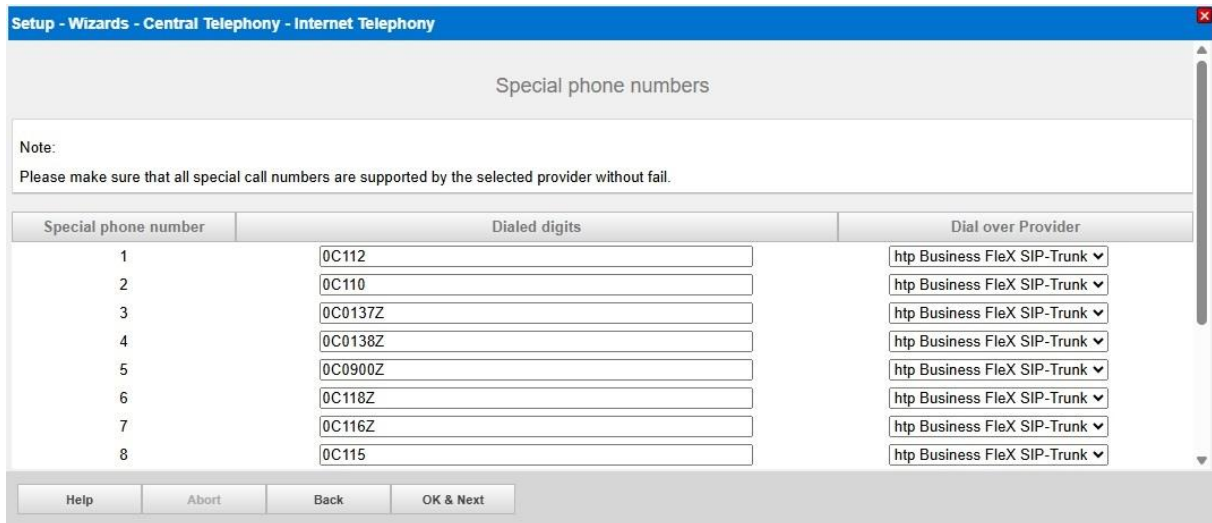 Setup - Wizards - Central Telephony - Internet Telephony
Special phone numbers
Note:
Please make sure that all special call numbers are supported by the selected provider without fail.
Special phone number Dialed digits Dial over Provider
1 0C112 htp Business FleX SIP-Trunk
2 0C110 htp Business FleX SIP-Trunk
3 0C0137Z htp Business FleX SIP-Trunk
4 0C0138Z htp Business FleX SIP-Trunk
5 0C0900Z htp Business FleX SIP-Trunk
6 0C118Z htp Business FleX SIP-Trunk
7 0C116Z htp Business FleX SIP-Trunk
8 0C115 htp Business FleX SIP-Trunk
Help Abort Back OK & Next